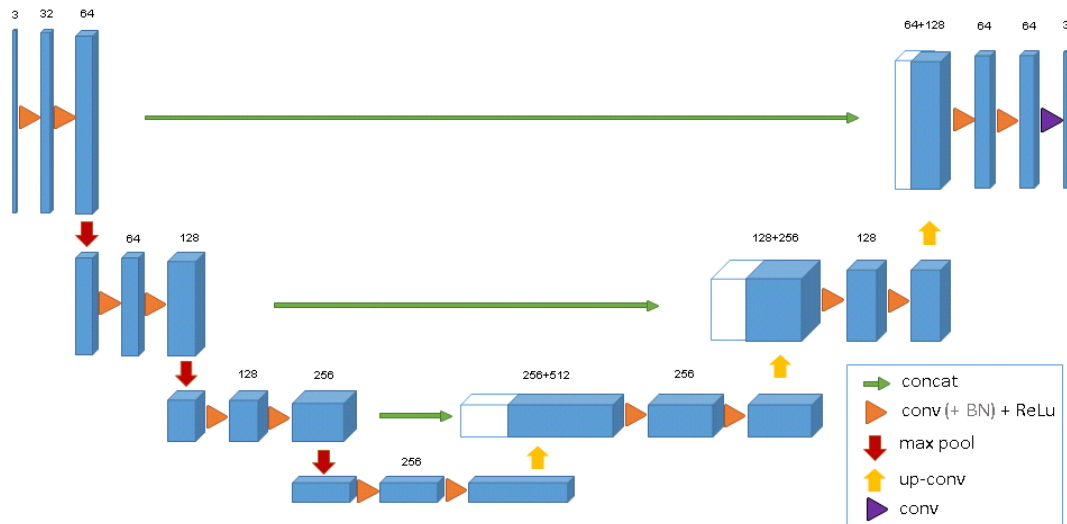 3 32 64
64+128 64 64 3
64 128
128+256 128
128 256
256+512 256
256
concat
conv (+ BN) + ReLu
max pool
up-conv
conv